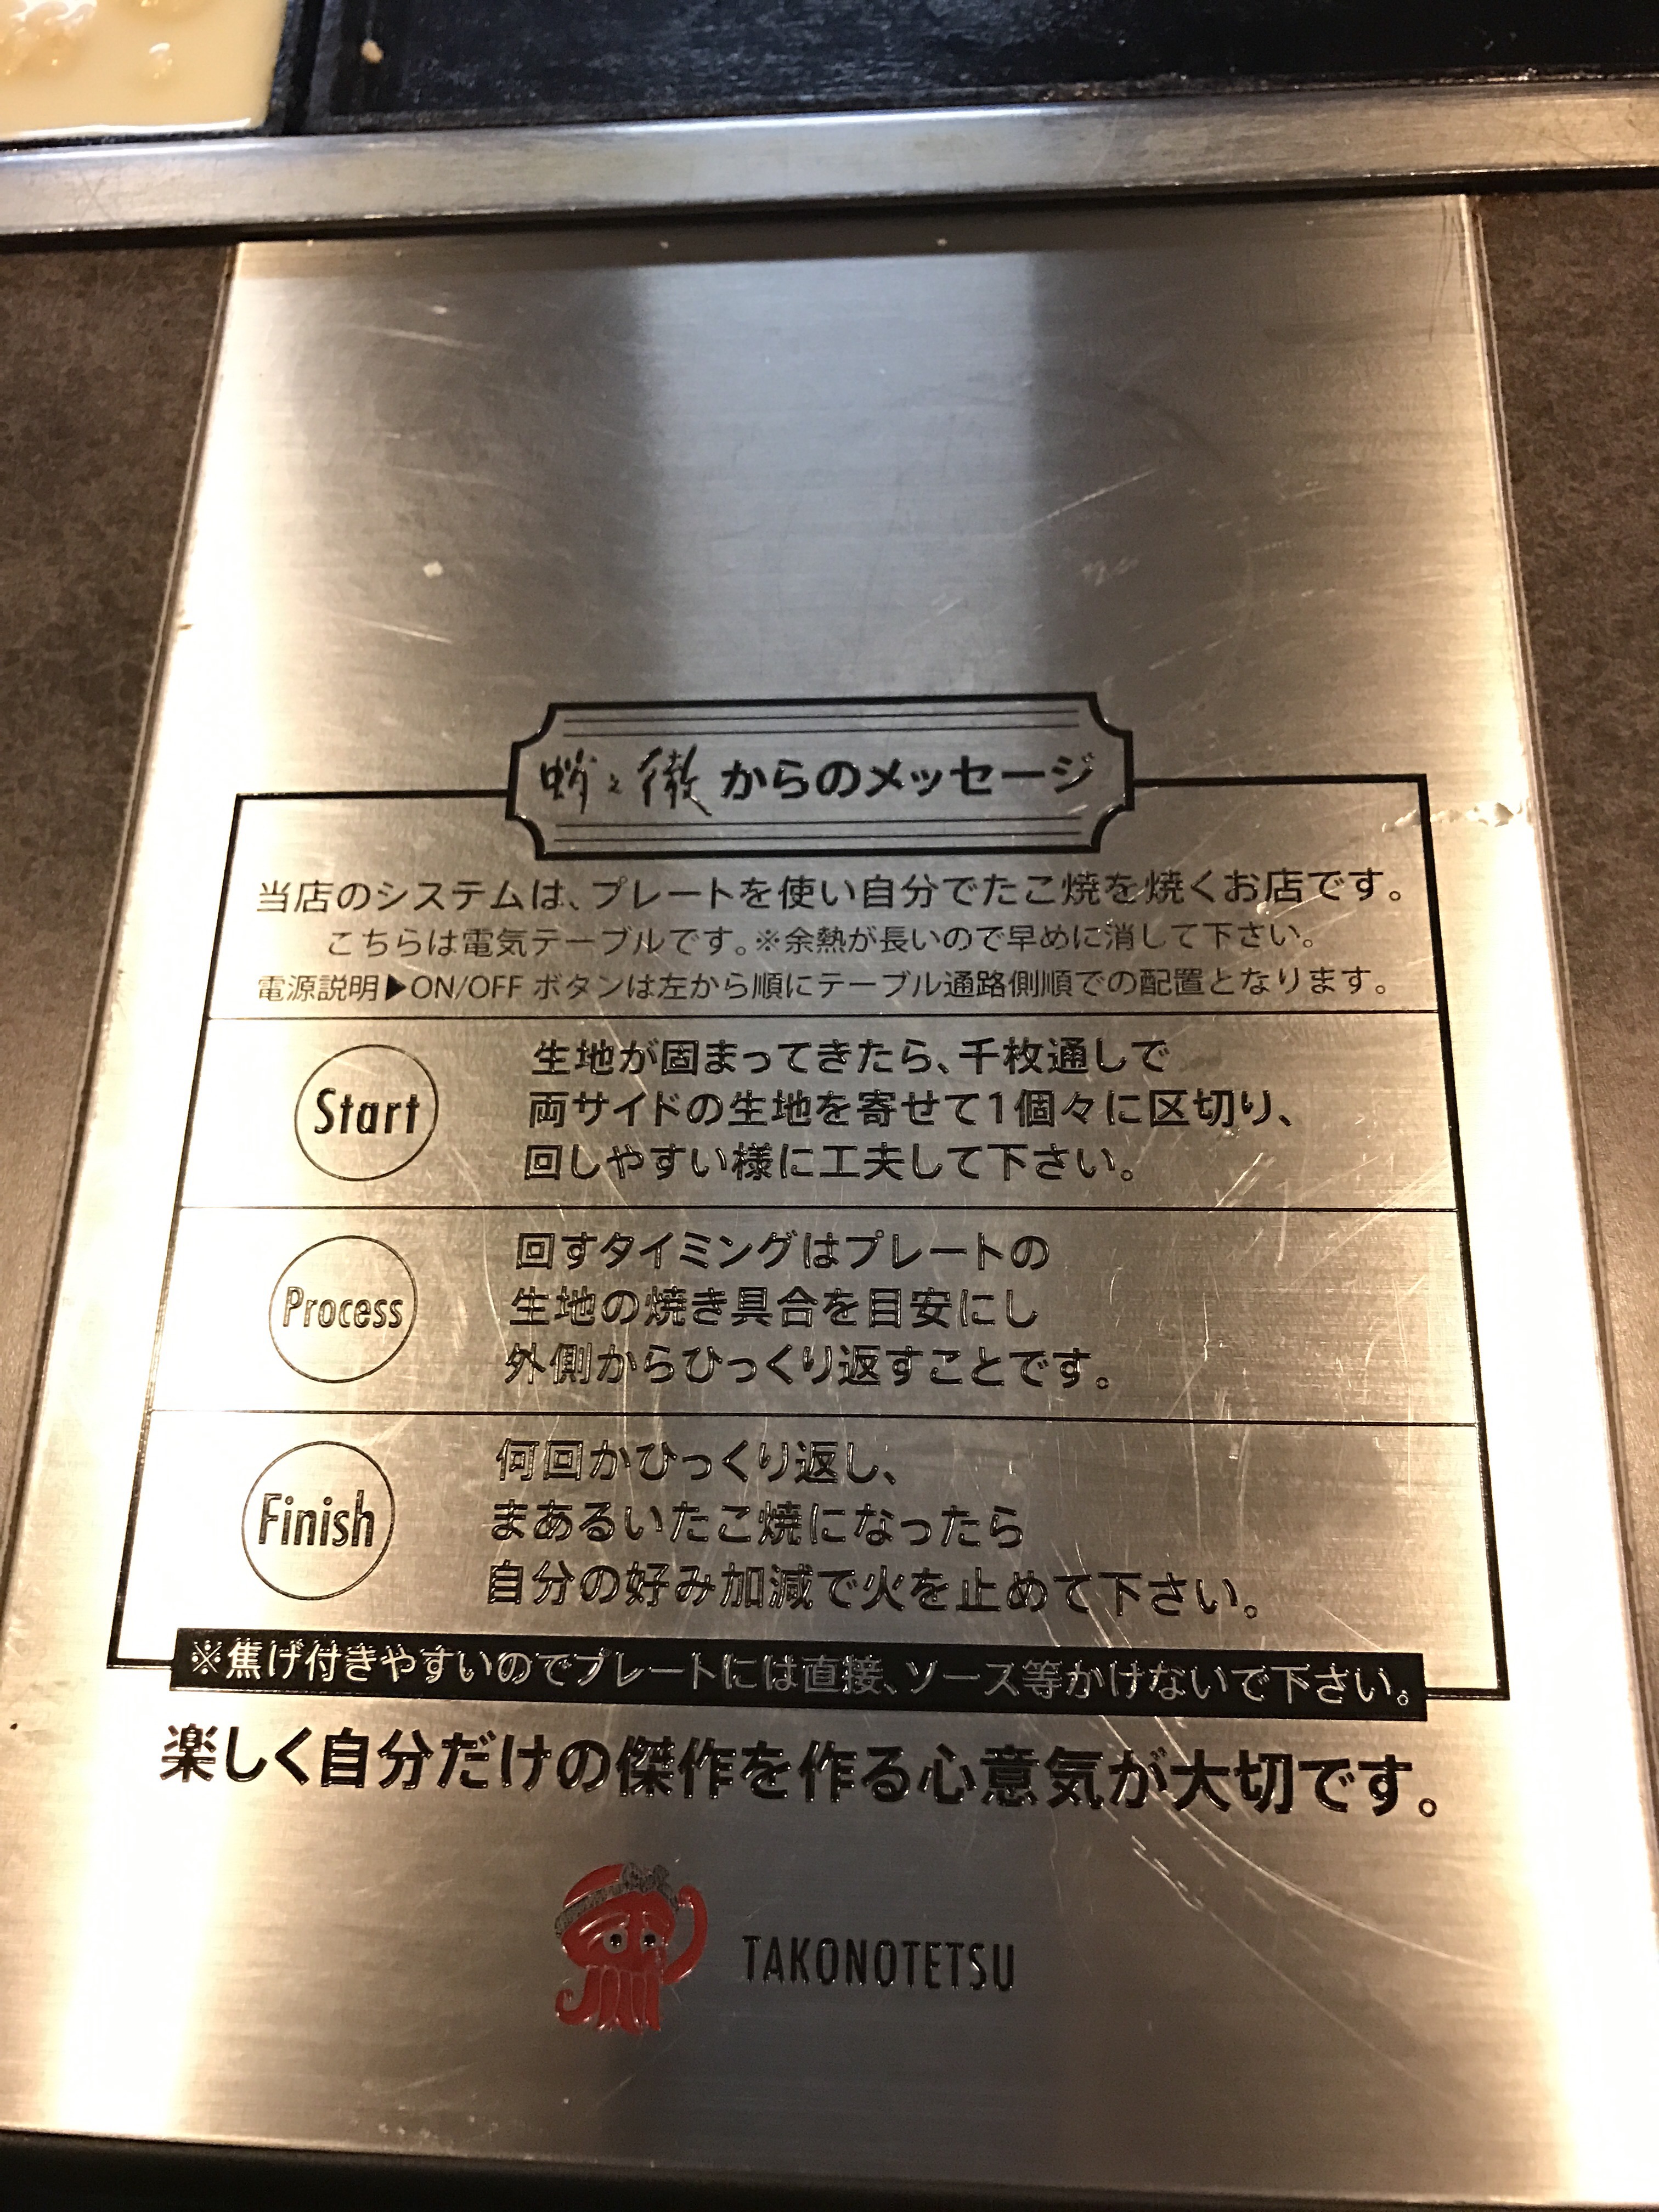 蛸之徹からのメッセージ
当店のシステムは、プレートを使い自分でたこ焼を焼くお店です。
こちらは電気テーブルです。※余熱が長いので早めに消して下さい。
電源説明▶ON/OFF ボタンは左から順にテーブル通路側順での配置となります。
Start
生地が固まってきたら、千枚通しで
両サイドの生地を寄せて1個々に区切り、
回しやすい様に工夫して下さい。
Process
回すタイミングはプレートの
生地の焼き具合を目安にし
外側からひっくり返すことです。
Finish
何回かひっくり返し、
まあるいたこ焼になったら
自分の好み加減で火を止めて下さい。
※焦げ付きやすいのでプレートには直接、ソース等かけないで下さい。
楽しく自分だけの傑作を作る心意気が大切です。
TAKONOTETSU